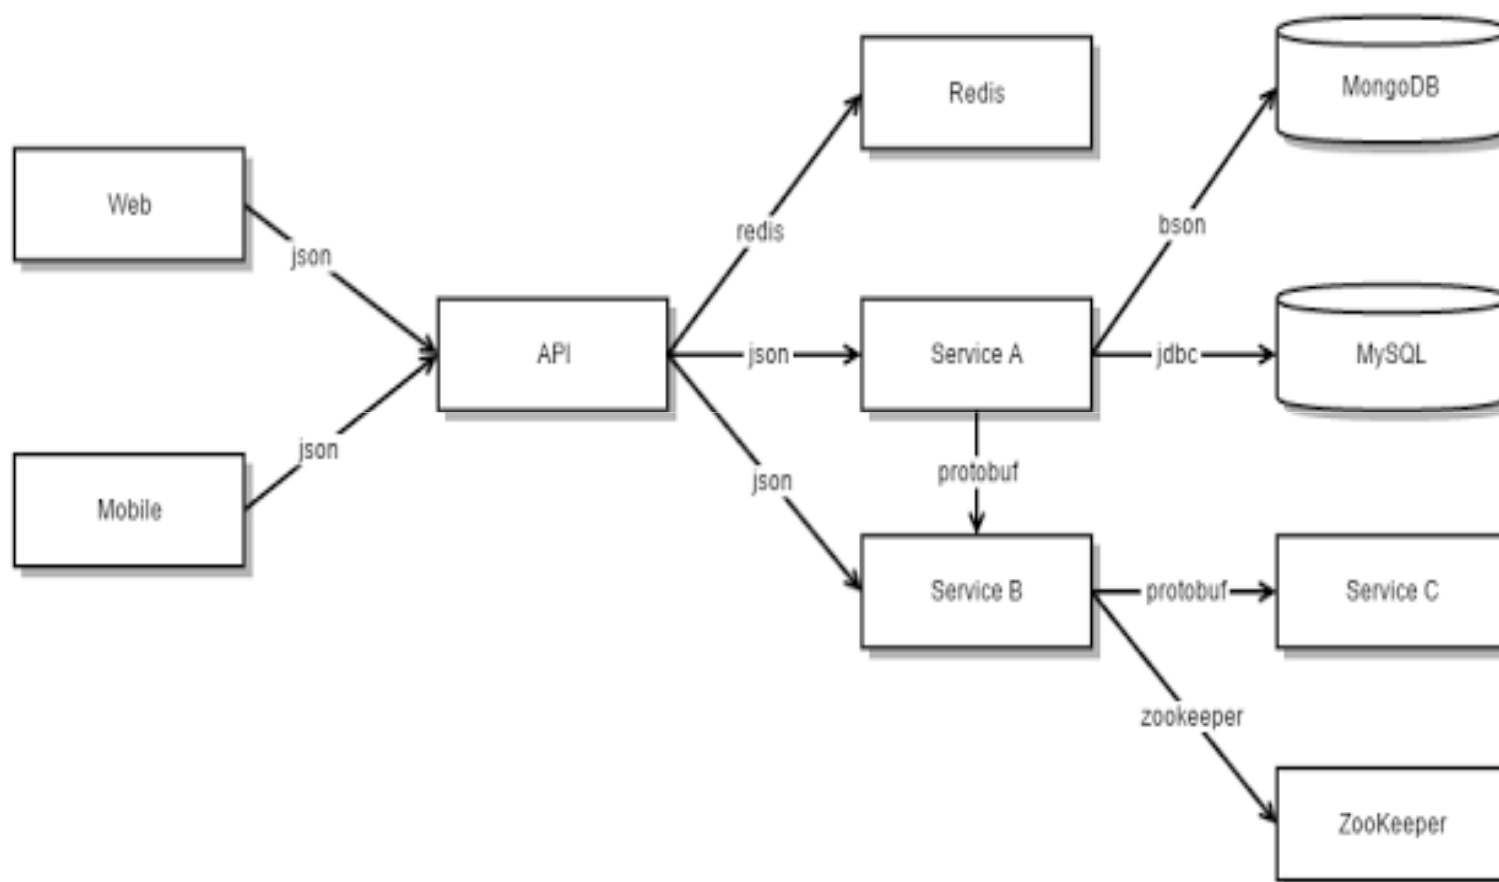 Redis
MongoDB
Web
json
redis
bson
API
json
Service A
jdbc
MySQL
json
protobuf
json
Mobile
Service B
protobuf
Service C
zookeeper
ZooKeeper